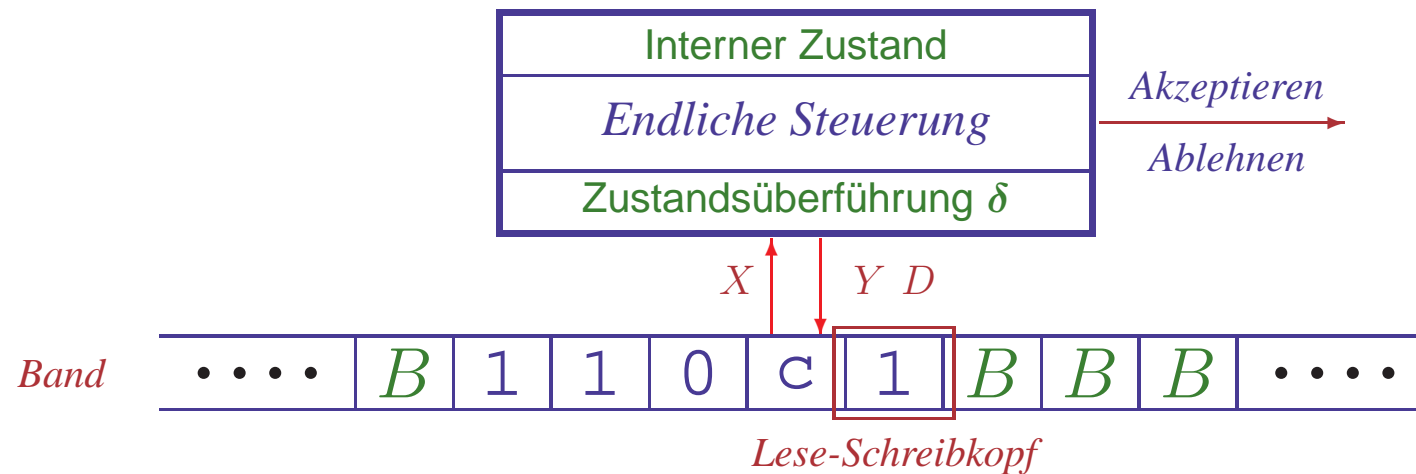 Interner Zustand
Endliche Steuerung
Zustandsüberführung δ
Akzeptieren
Ablehnen
X Y D
Band •••• B 1 1 0 c 1 B B B ••••
Lese-Schreibkopf